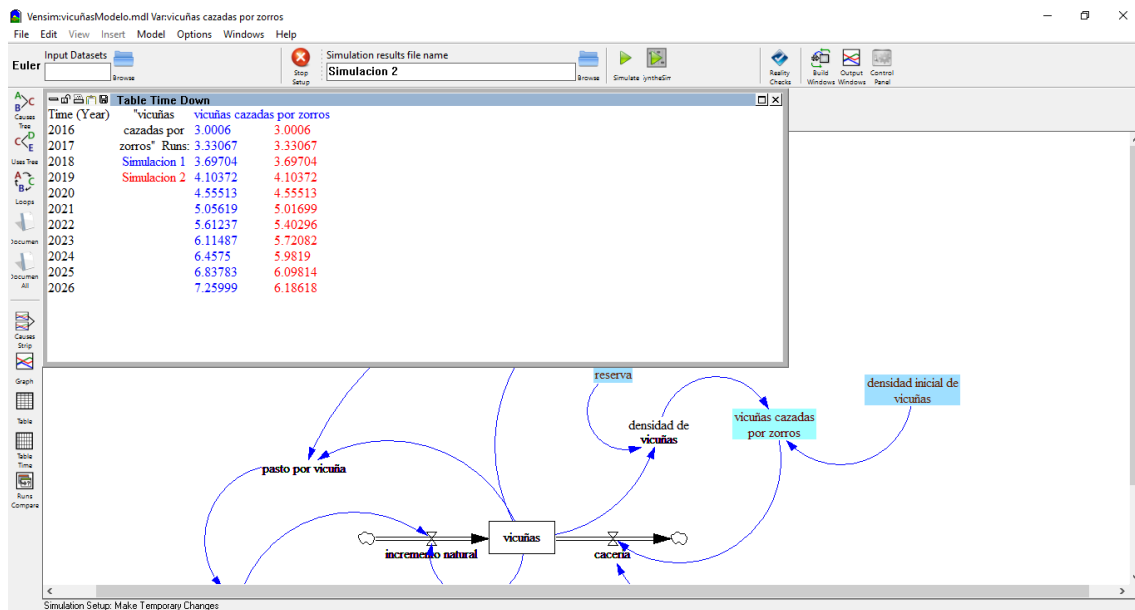 Vensim:vicuñasModelo.mdl Var:vicuñas cazadas por zorros
File Edit View Insert Model Options Windows Help
Euler
Input Datasets
Browse
Stop
Setup
Simulation results file name
Simulacion 2
Browse
Simulate
SyntheSim
Reality
Checks
Build
Windows
Output
Windows
Control
Panel
A
B
C
Causes
Tree
C
D
E
Uses Tree
A
C
B
Loops
Documen
Documen
All
Causes
Strip
Graph
Table
Table
Time
Runs
Compare
Table Time Down
Time (Year) "vicuñas vicuñas cazadas por zorros
2016 cazadas por 3.0006 3.0006
2017 zorros" Runs: 3.33067 3.33067
2018 Simulacion 1 3.69704 3.69704
2019 Simulacion 2 4.10372 4.10372
2020 4.55513 4.55513
2021 5.05619 5.01699
2022 5.61237 5.40296
2023 6.11487 5.72082
2024 6.4575 5.9819
2025 6.83783 6.09814
2026 7.25999 6.18618
reserva
densidad inicial de
vicuñas
densidad de
vicuñas
vicuñas cazadas
por zorros
pasto por vicuña
vicuñas
incremento natural
caceria
Simulation Setup: Make Temporary Changes